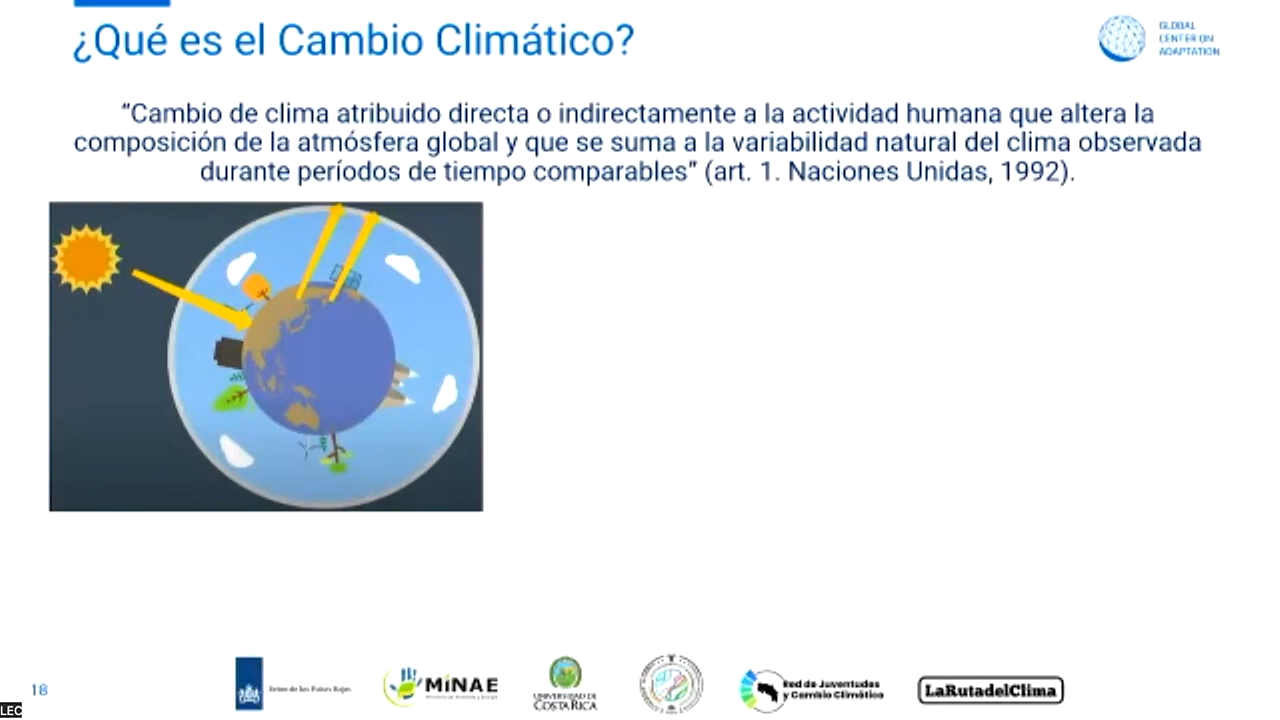 ¿Qué es el Cambio Climático?
GLOBAL
CENTER ON
ADAPTATION
“Cambio de clima atribuido directa o indirectamente a la actividad humana que altera la
composición de la atmósfera global y que se suma a la variabilidad natural del clima observada
durante períodos de tiempo comparables” (art. 1. Naciones Unidas, 1992).
18
LEC
Reino de los Países Bajos
MINAE
UNIVERSIDAD DE
COSTA RICA
Red de Juventudes
y Cambio Climático
LaRutadelClima